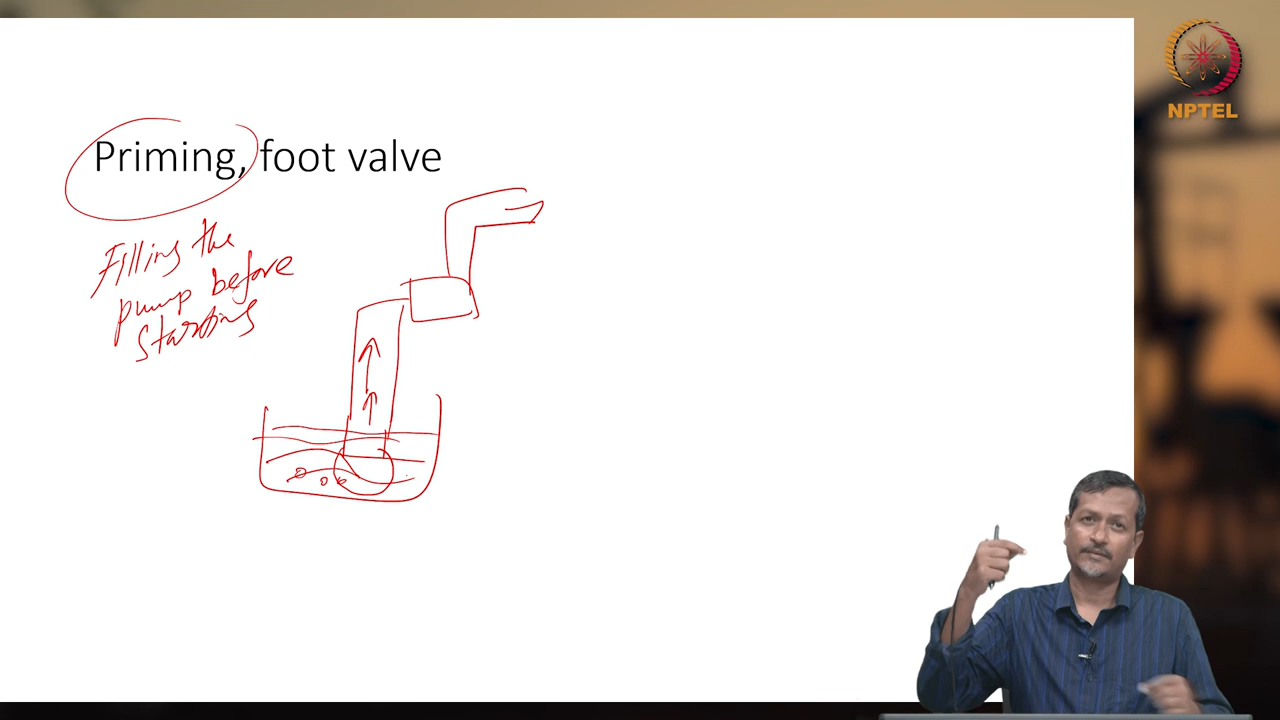 NPTEL
Priming, foot valve
Filling the
pump before
starting